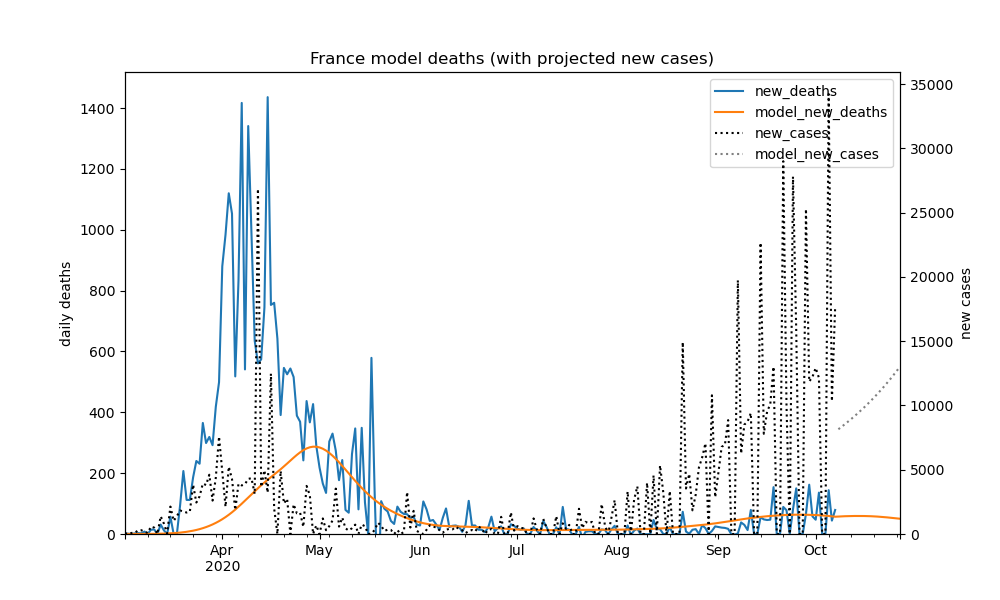 France model deaths (with projected new cases)
new_deaths
model_new_deaths
new_cases
model_new_cases
daily deaths
1400
1200
1000
800
600
400
200
0
35000
30000
25000
20000
15000
10000
5000
0
new cases
Apr May Jun Jul Aug Sep Oct
2020